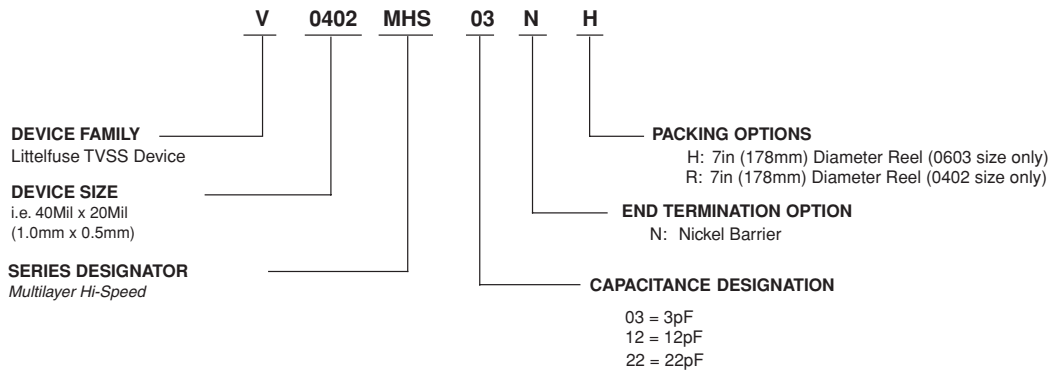 V 0402 MHS 03 N H
DEVICE FAMILY
Littelfuse TVSS Device
DEVICE SIZE
i.e. 40Mil x 20Mil
(1.0mm x 0.5mm)
SERIES DESIGNATOR
Multilayer Hi-Speed
PACKING OPTIONS
H: 7in (178mm) Diameter Reel (0603 size only)
R: 7in (178mm) Diameter Reel (0402 size only)
END TERMINATION OPTION
N: Nickel Barrier
CAPACITANCE DESIGNATION
03 = 3pF
12 = 12pF
22 = 22pF